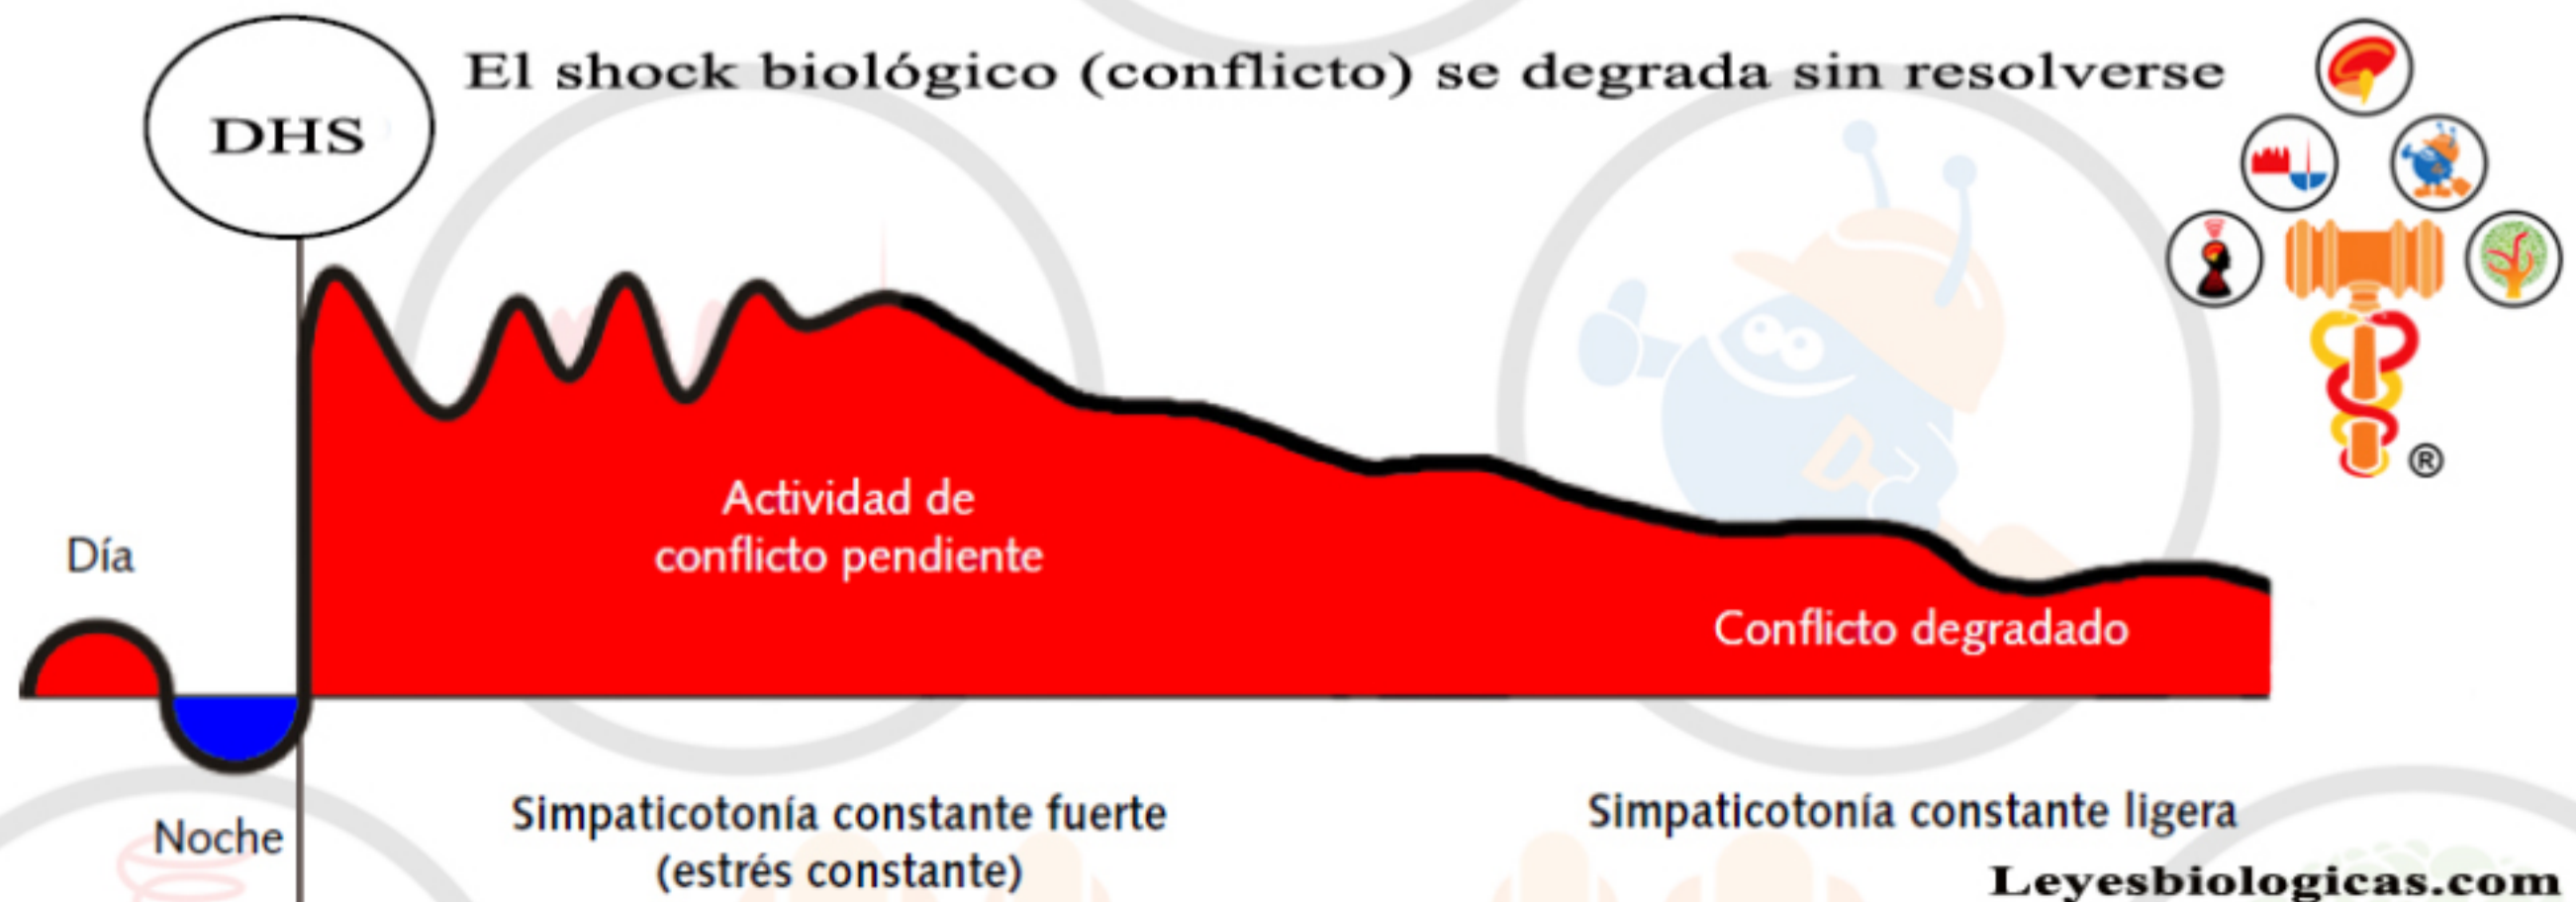 El shock biológico (conflicto) se degrada sin resolverse
DHS
®
Actividad de
conflicto pendiente
Día
Conflicto degradado
Noche
Simpaticotonía constante fuerte
(estrés constante)
Simpaticotonía constante ligera
Leyesbiologicas.com